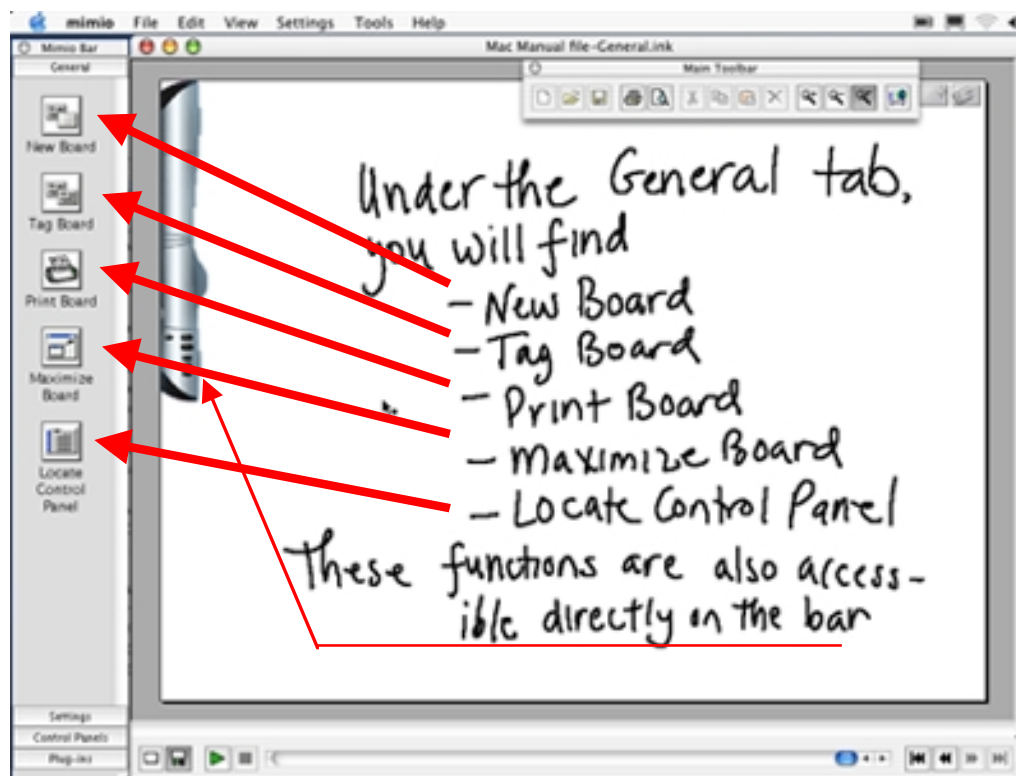 mimio File Edit View Settings Tools Help
Mimio Bar
Mac Manual file-General.ink
General
Main Toolbar
New Board
Tag Board
Print Board
Maximize
Board
Locate
Control
Panel
Under the General tab,
you will find
- New Board
- Tag Board
- Print Board
- Maximize Board
- Locate Control Panel
These functions are also access-
ible directly on the bar
Settings
Control Panels
Plug-ins